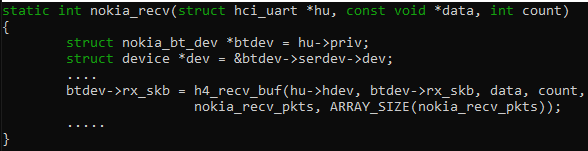 static int nokia_recv(struct hci_uart *hu, const void *data, int count)
{
struct nokia_bt_dev *btdev = hu->priv;
struct device *dev = &btdev->serdev->dev;
....
btdev->rx_skb = h4_recv_buf(hu->hdev, btdev->rx_skb, data, count,
nokia_recv_pkts, ARRAY_SIZE(nokia_recv_pkts));
.....
}